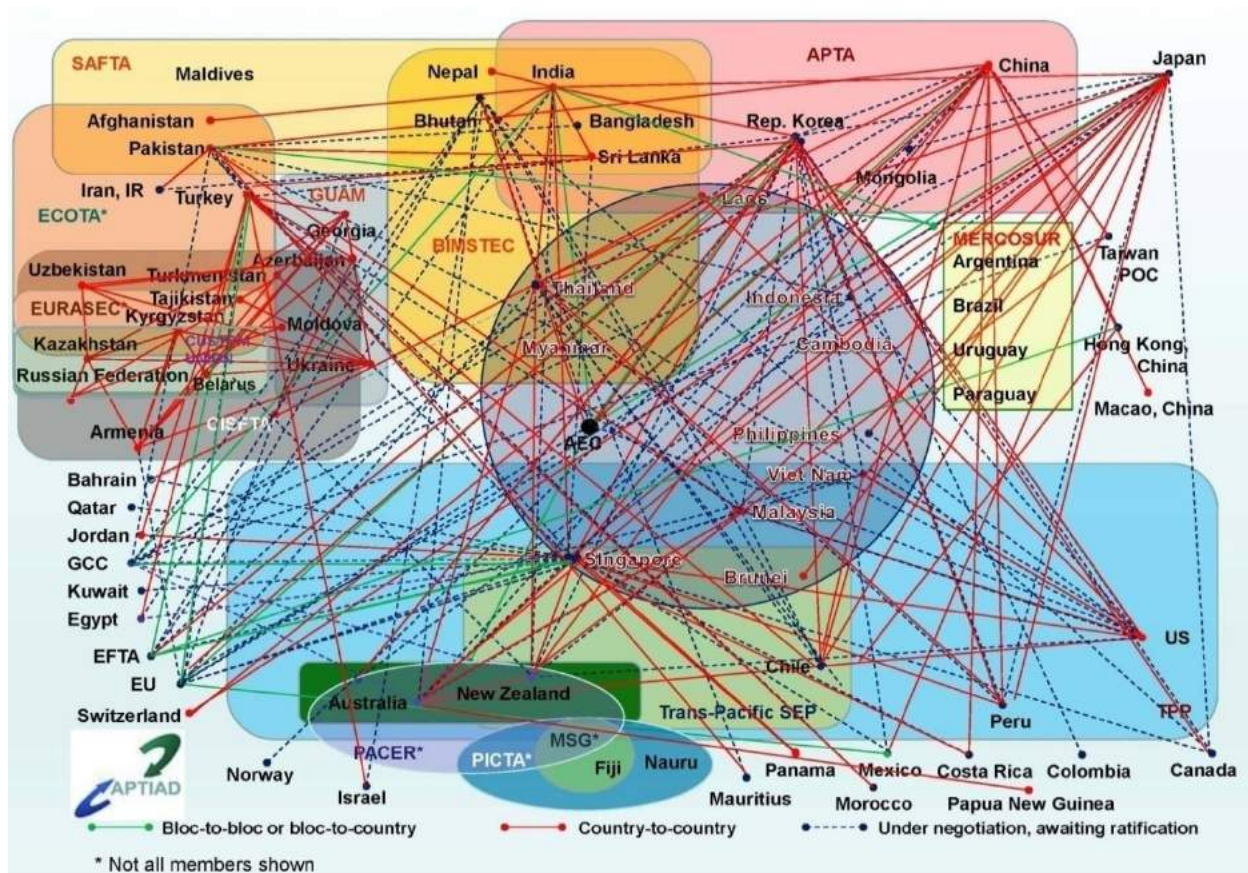 SAFTA
Maldives
Nepal
India
APTA
China
Japan
Afghanistan
Bhutan
Bangladesh
Rep. Korea
Pakistan
Sri Lanka
Mongolia
Iran, IR
Turkey
GUAM
Laos
ECOTA*
Georgia
BIMSTEC
MERCOSUR
Azerbaijan
Argentina
Taiwan
POC
Uzbekistan
Turkmenistan
Thailand
Indonesia
Tajikistan
EURASEC*
Kyrgyzstan
Brazil
Moldova
Kazakhstan
CUSTOM
UNION
Myanmar
Cambodia
Uruguay
Hong Kong,
China
Ukraine
Russian Federation
Belarus
Paraguay
Macao, China
Armenia
CISFTA
AEC
Philippines
Bahrain
Viet Nam
Qatar
Malaysia
Jordan
GCC
Singapore
Brunei
Kuwait
Egypt
US
EFTA
Chile
EU
New Zealand
Australia
Switzerland
Trans-Pacific SEP
Peru
TPP
MSG*
PACER*
PICTA*
Fiji
Nauru
Norway
Panama
Mexico
Costa Rica
Colombia
Canada
APTIAD
Israel
Mauritius
Morocco
Papua New Guinea
Bloc-to-bloc or bloc-to-country
Country-to-country
Under negotiation, awaiting ratification
* Not all members shown